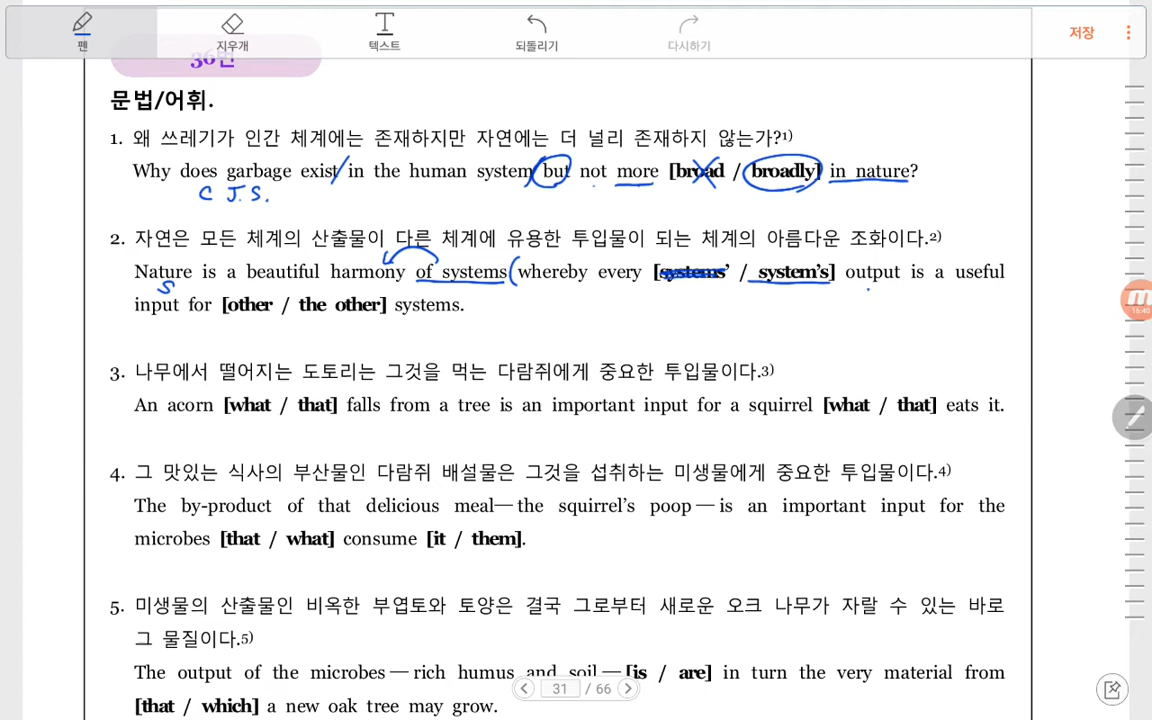 펜
지우개
T
텍스트
되돌리기
다시하기
저장
36번
문법/어휘.
1. 왜 쓰레기가 인간 체계에는 존재하지만 자연에는 더 널리 존재하지 않는가?1)
Why does garbage exist in the human system but not more [broad / broadly] in nature?
C J.S.
2. 자연은 모든 체계의 산출물이 다른 체계에 유용한 투입물이 되는 체계의 아름다운 조화이다.2)
Nature is a beautiful harmony of systems whereby every [systems' / system's] output is a useful
S
input for [other / the other] systems.
16:40
3. 나무에서 떨어지는 도토리는 그것을 먹는 다람쥐에게 중요한 투입물이다.3)
An acorn [what / that] falls from a tree is an important input for a squirrel [what / that] eats it.
4. 그 맛있는 식사의 부산물인 다람쥐 배설물은 그것을 섭취하는 미생물에게 중요한 투입물이다.4)
The by-product of that delicious meal—the squirrel's poop—is an important input for the
microbes [that / what] consume [it / them].
5. 미생물의 산출물인 비옥한 부엽토와 토양은 결국 그로부터 새로운 오크 나무가 자랄 수 있는 바로
그 물질이다.5)
The output of the microbes—rich humus and soil—[is / are] in turn the very material from
31 / 66
[that / which] a new oak tree may grow.